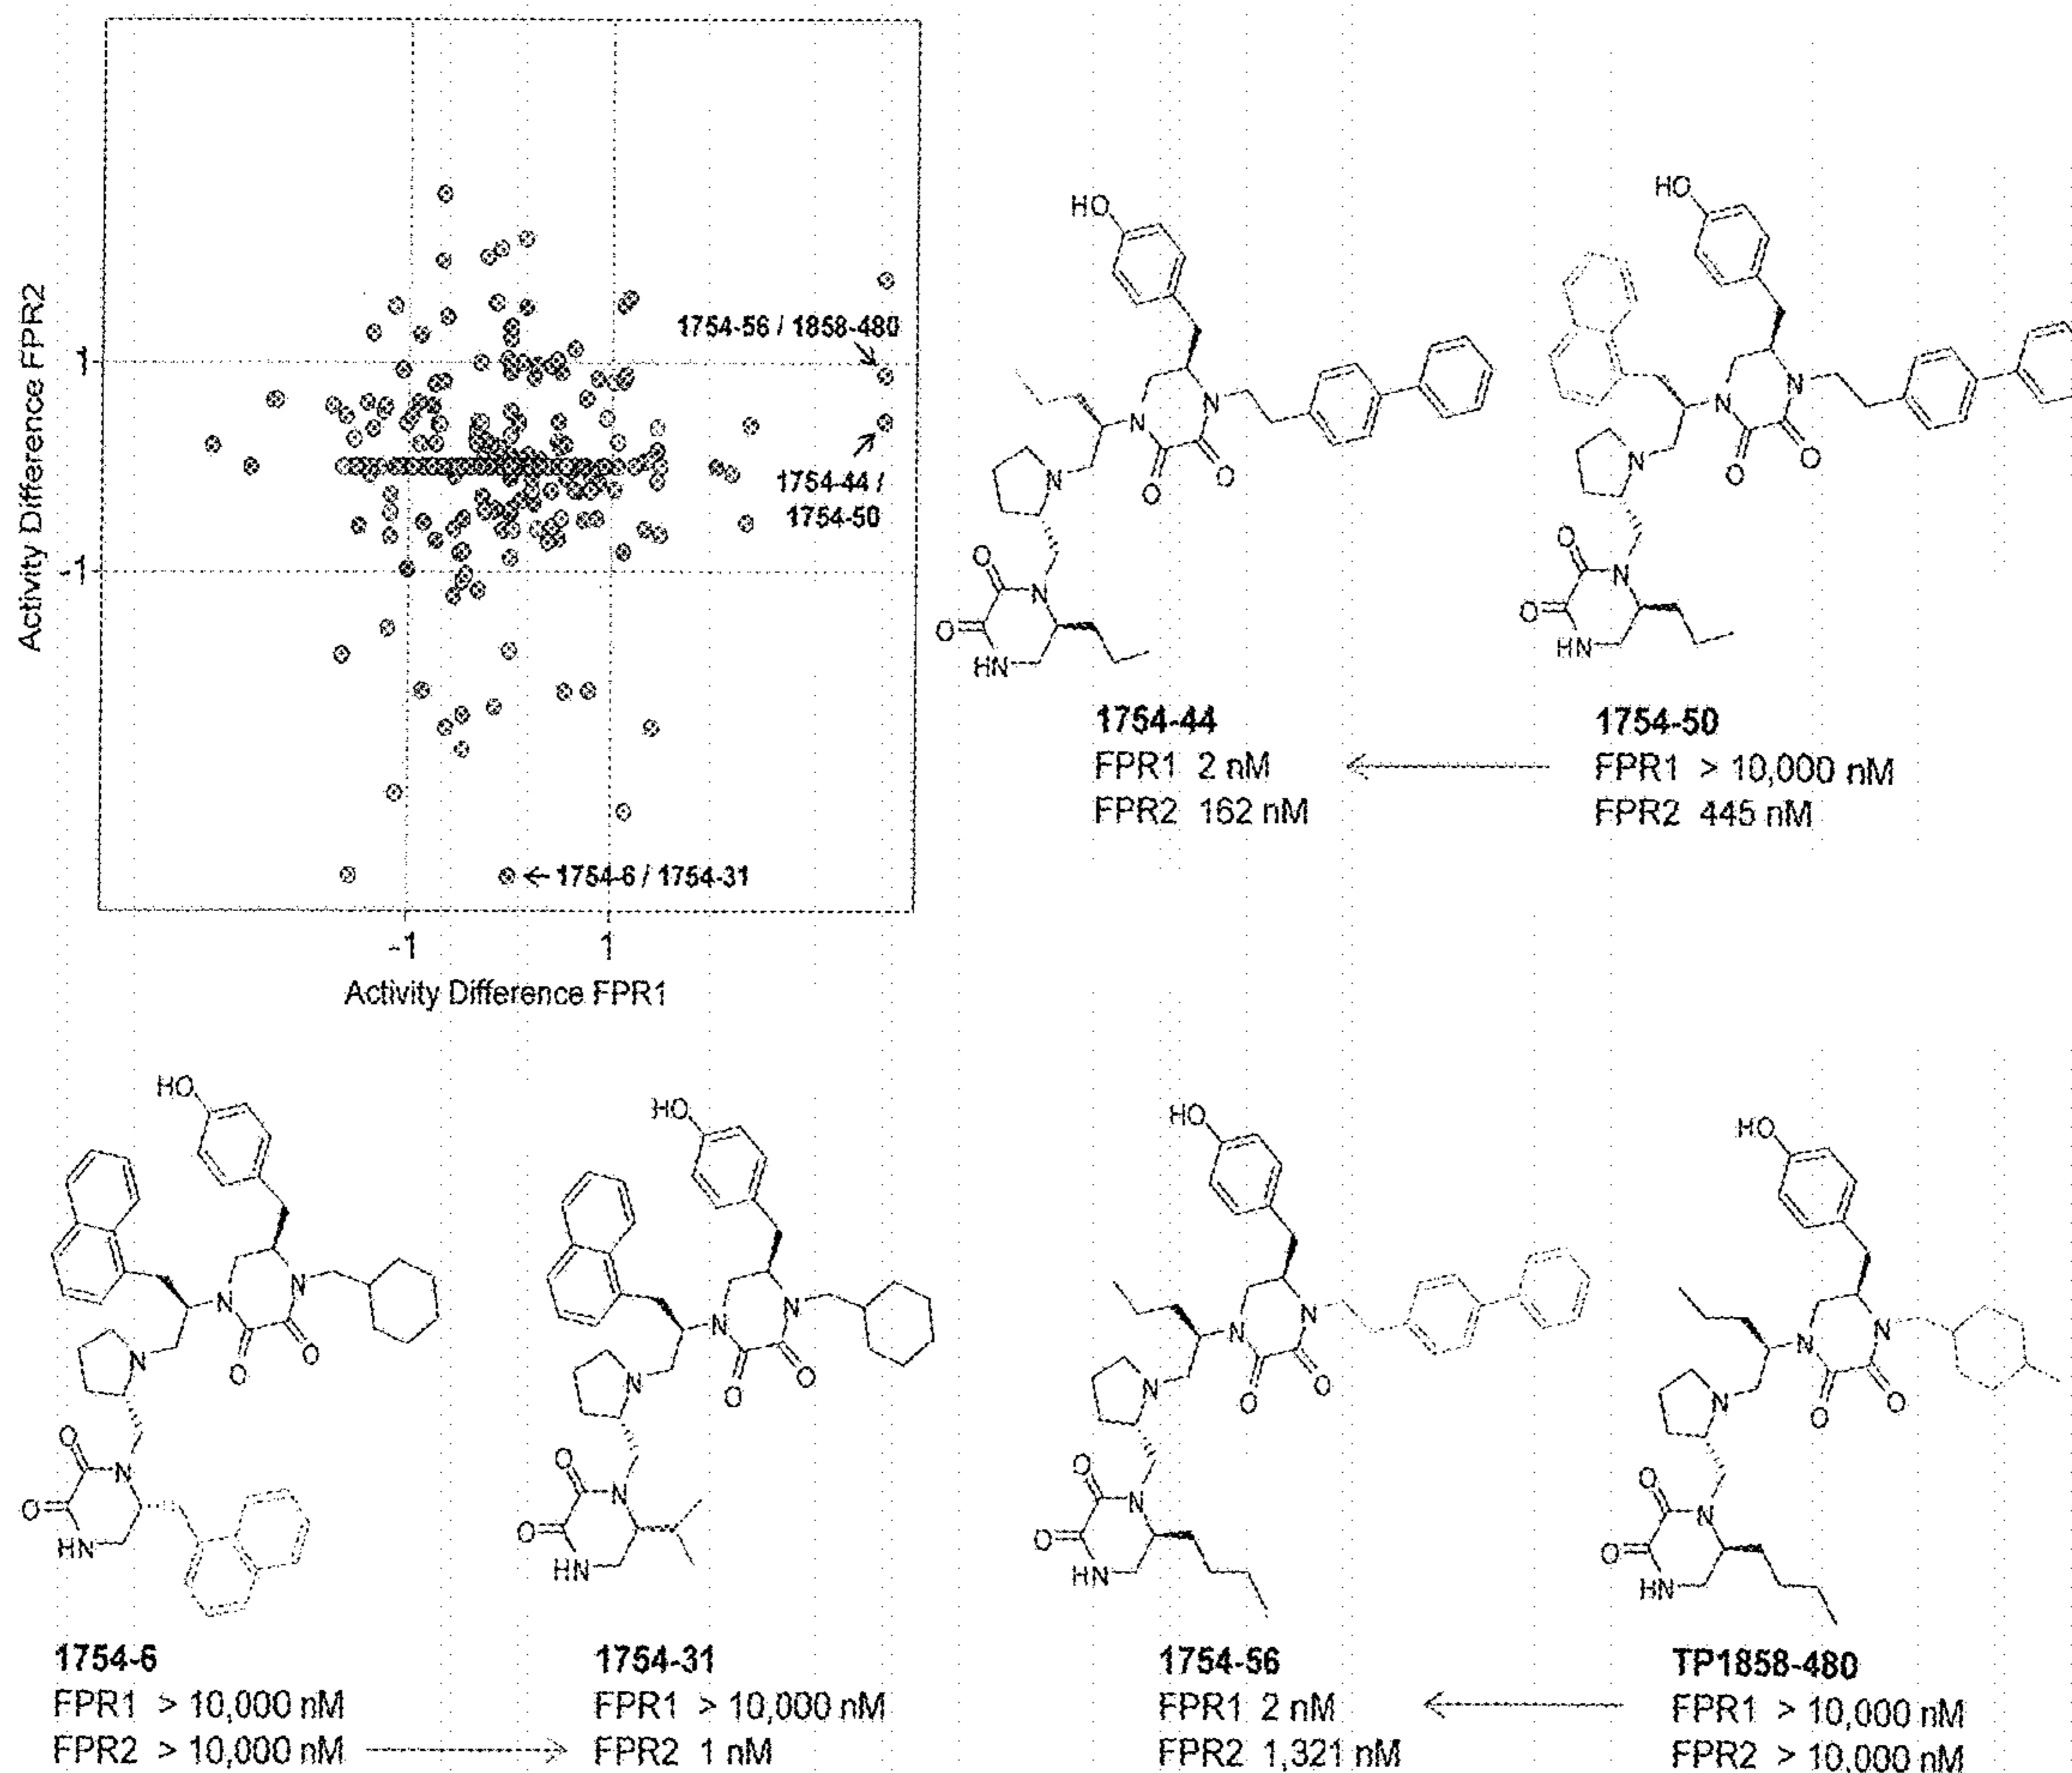 Activity Difference FPR2
1
-1
1754-56 / 1858-480
1754-44 /
1754-50
1754-6 / 1754-31
-1
1
Activity Difference FPR1
HO
N
N
O
O
N
O
N
O
HN
1754-44
FPR1 2 nM
FPR2 162 nM
HO
N
N
O
O
N
O
N
O
HN
1754-50
FPR1 > 10,000 nM
FPR2 445 nM
HO
N
N
O
O
N
O
N
O
HN
1754-6
FPR1 > 10,000 nM
FPR2 > 10,000 nM
HO
N
N
O
O
N
O
N
O
HN
1754-31
FPR1 > 10,000 nM
FPR2 1 nM
HO
N
N
O
O
N
O
N
O
HN
1754-56
FPR1 2 nM
FPR2 1,321 nM
HO
N
N
O
O
N
O
N
O
HN
TP1858-480
FPR1 > 10,000 nM
FPR2 > 10,000 nM